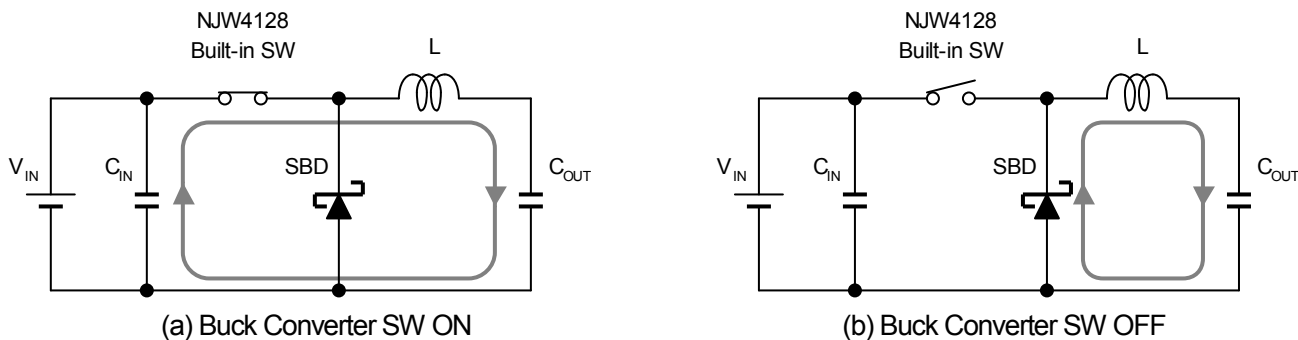 NJW4128
Built-in SW
L
V_IN
C_IN
SBD
C_OUT
(a) Buck Converter SW ON
NJW4128
Built-in SW
L
V_IN
C_IN
SBD
C_OUT
(b) Buck Converter SW OFF